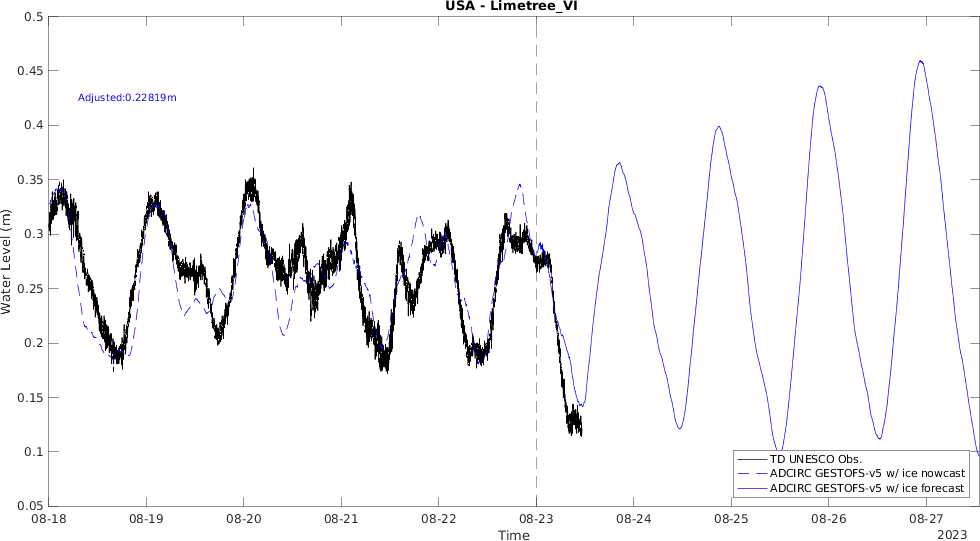 USA - Limetree_VI
0.5
0.45
0.4
0.35
0.3
0.25
0.2
0.15
0.1
0.05
Water Level (m)
Adjusted:0.22819m
TD UNESCO Obs.
ADCIRC GESTOFS-v5 w/ ice nowcast
ADCIRC GESTOFS-v5 w/ ice forecast
08-18 08-19 08-20 08-21 08-22 08-23 08-24 08-25 08-26 08-27
Time
2023